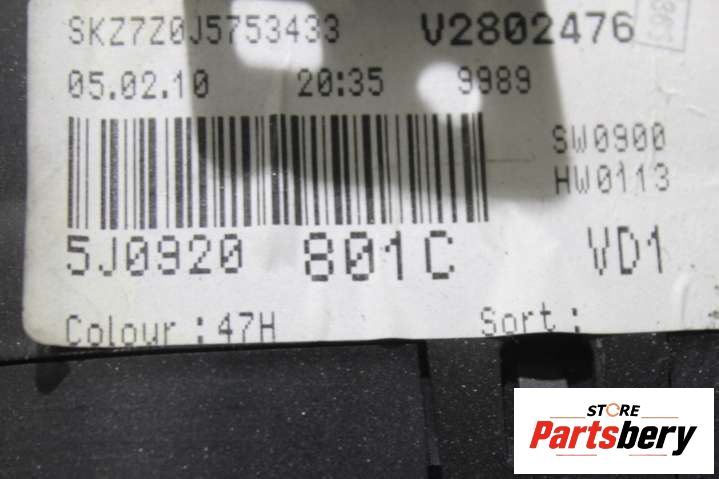 SKZ7Z0J5753433 V2802476
05.02.10 20:35 9989
SW0900
HW0113
5J0920 801C VD1
Colour : 47H Sort :
STORE
Partsbery